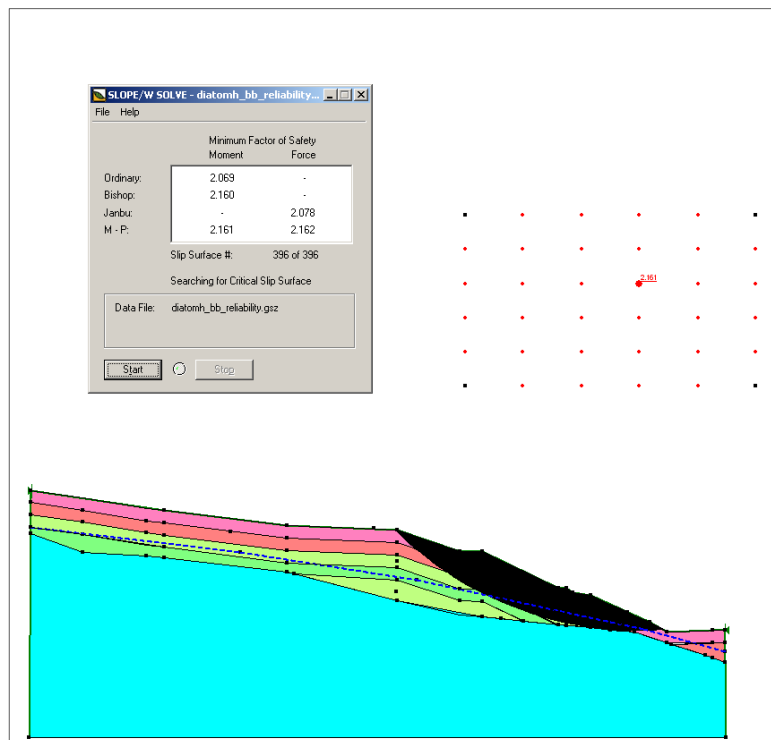 SLOPE/W SOLVE - diatomh_bb_reliability...
File Help
Minimum Factor of Safety
Moment Force
Ordinary: 2.069 -
Bishop: 2.160 -
Janbu: - 2.078
M - P: 2.161 2.162
Slip Surface #: 396 of 396
Searching for Critical Slip Surface
Data File: diatomh_bb_reliability.gsz
Start Stop
2.161